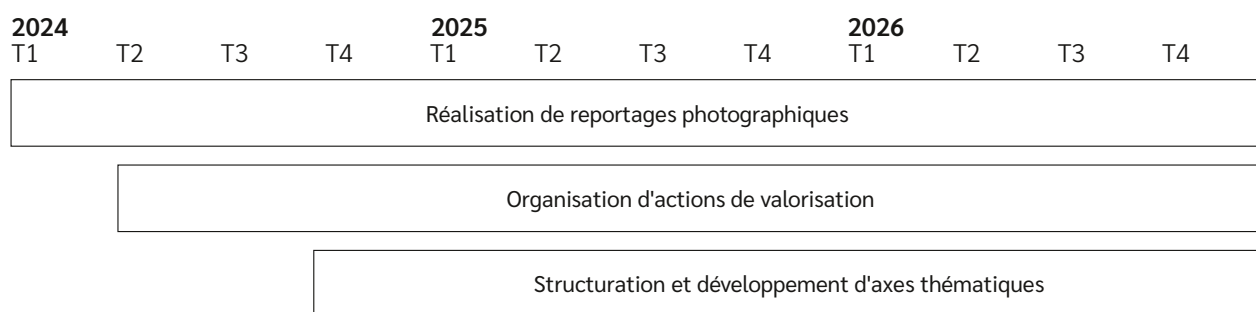 2024 2025 2026
T1 T2 T3 T4 T1 T2 T3 T4 T1 T2 T3 T4
Réalisation de reportages photographiques
Organisation d'actions de valorisation
Structuration et développement d'axes thématiques